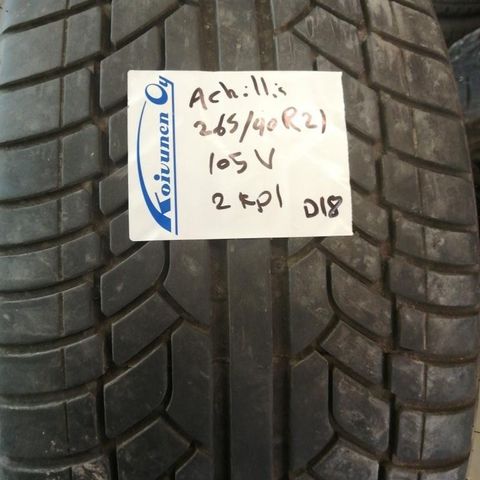 Koivunen Oy
Achillis
265/40R21
105V
2 kpl
D18